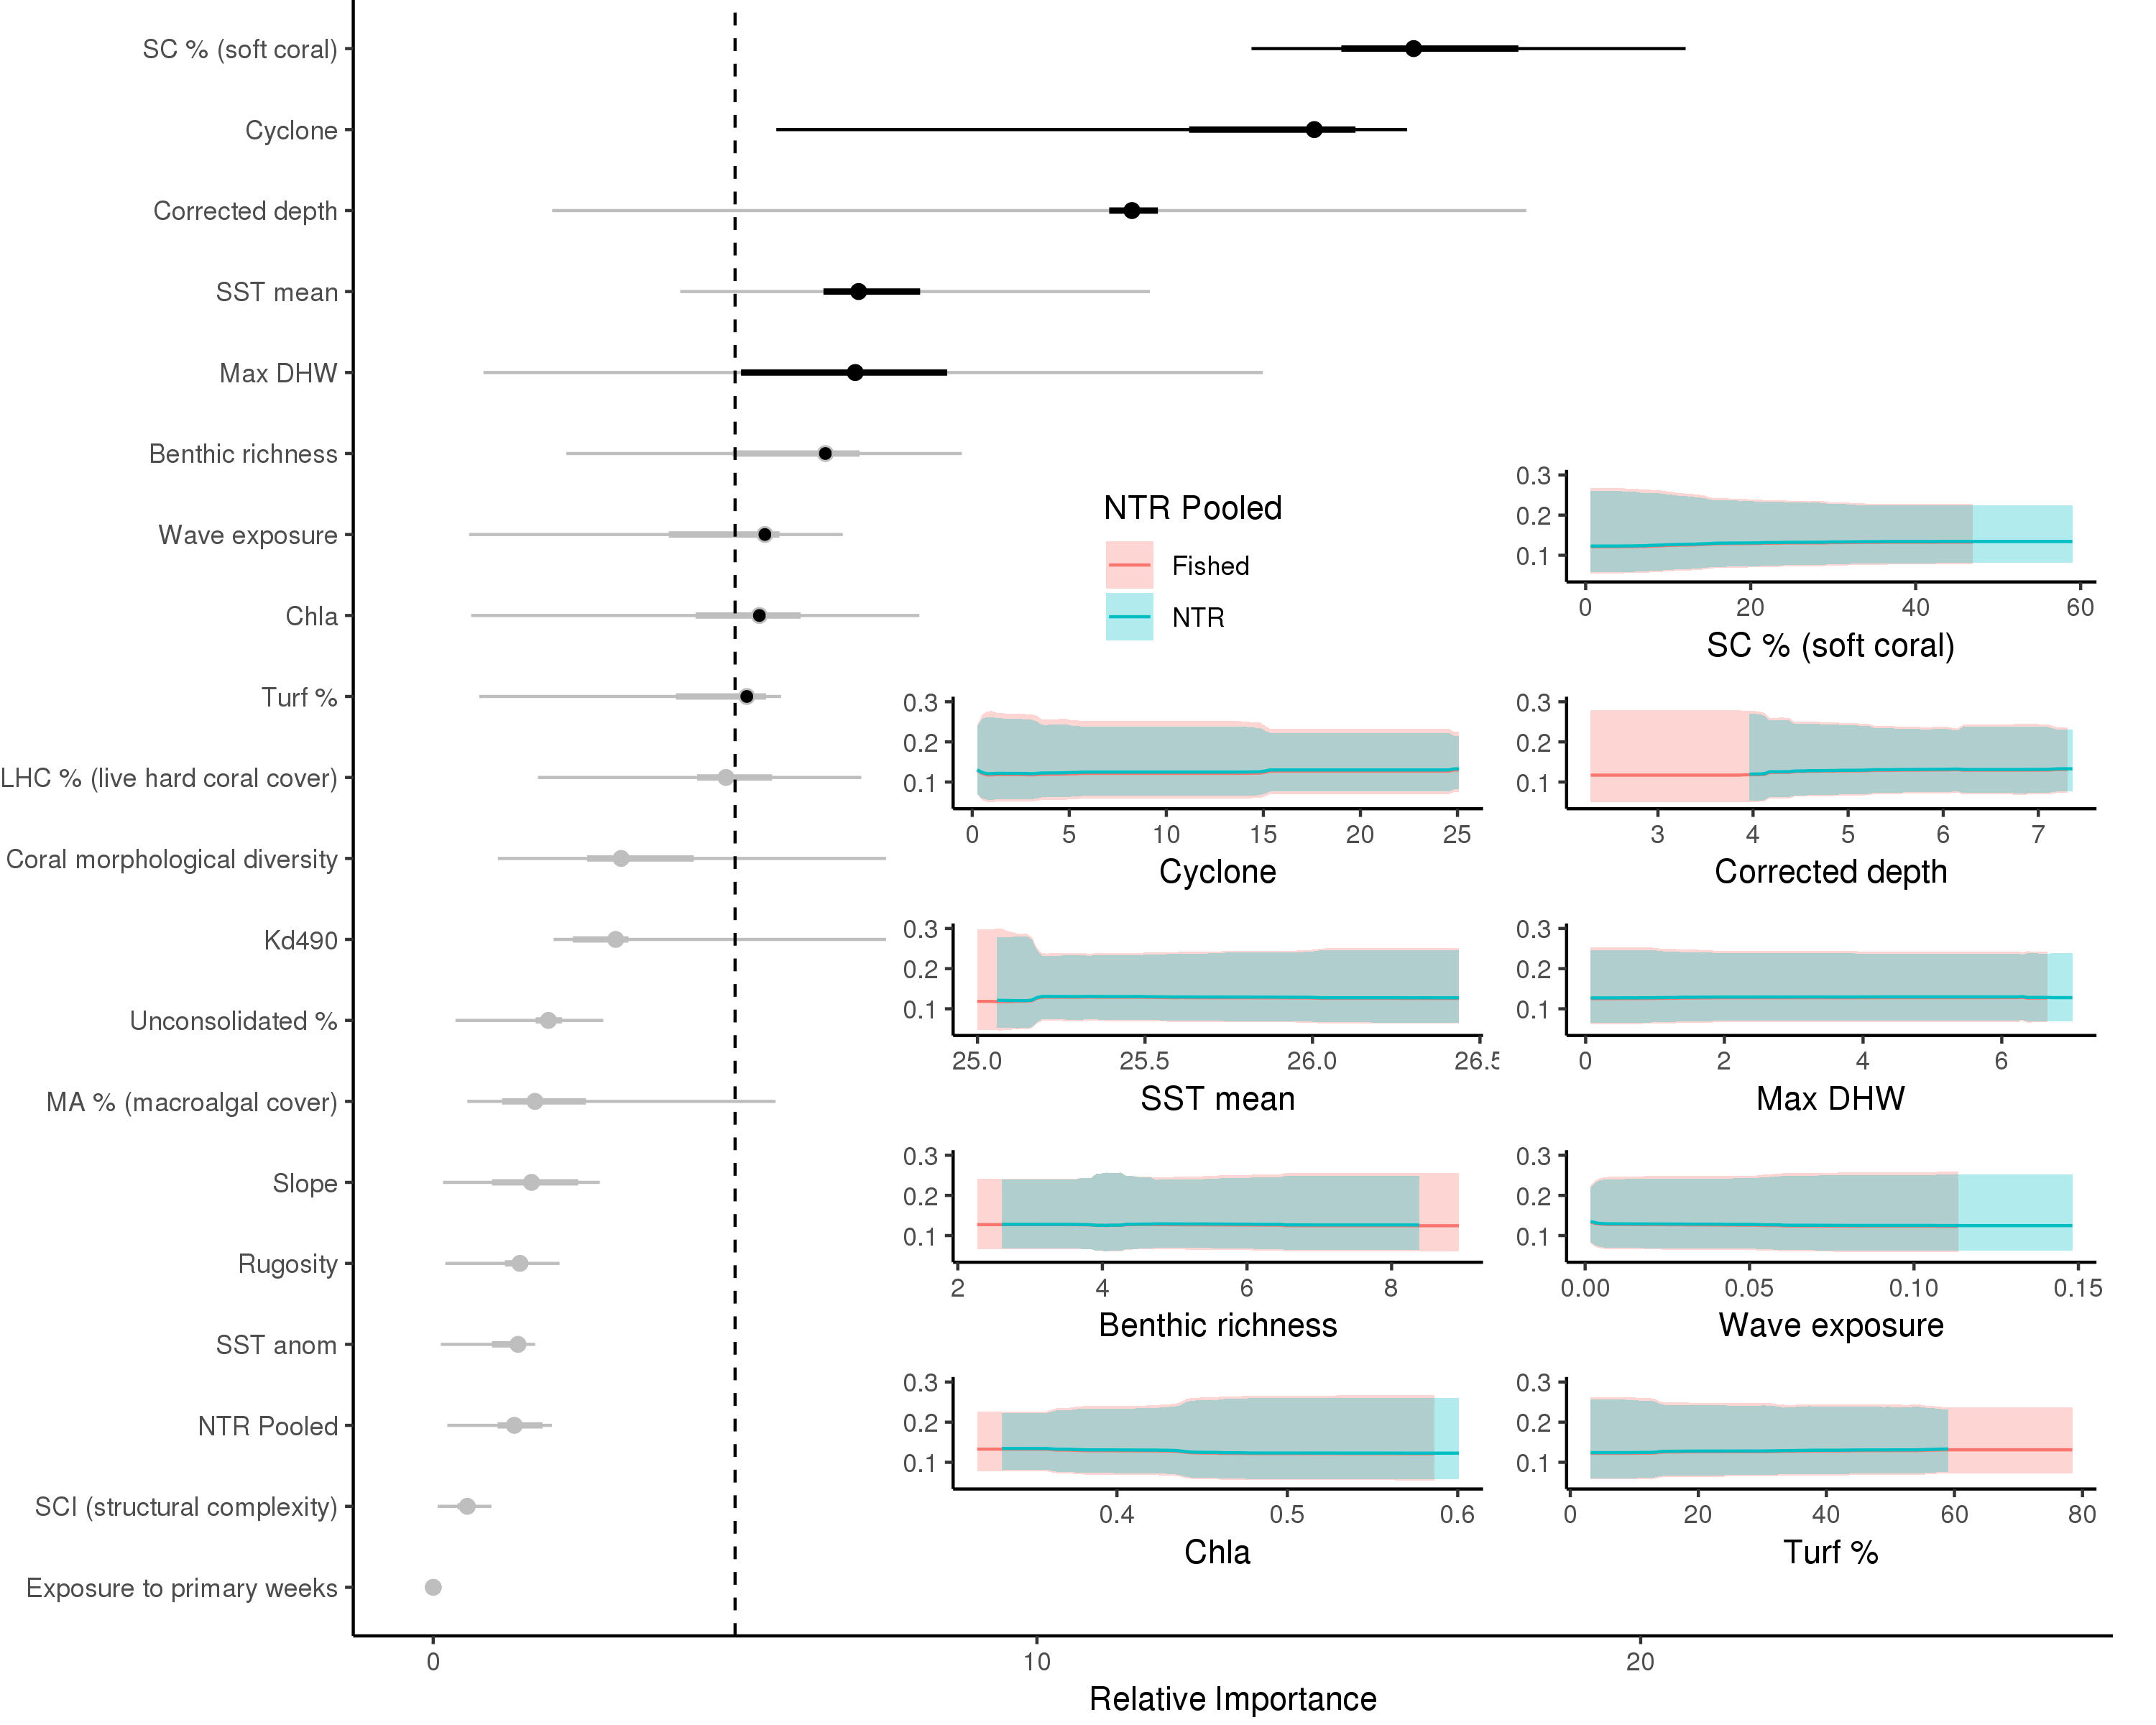 SC % (soft coral)
Cyclone
Corrected depth
SST mean
Max DHW
Benthic richness
Wave exposure
Chla
Turf %
LHC % (live hard coral cover)
Coral morphological diversity
Kd490
Unconsolidated %
MA % (macroalgal cover)
Slope
Rugosity
SST anom
NTR Pooled
SCI (structural complexity)
Exposure to primary weeks
0 10 20
Relative Importance
NTR Pooled
Fished
NTR
0.3
0.2
0.1
0 20 40 60
SC % (soft coral)
0.3
0.2
0.1
0 5 10 15 20 25
Cyclone
0.3
0.2
0.1
3 4 5 6 7
Corrected depth
0.3
0.2
0.1
25.0 25.5 26.0 26.5
SST mean
0.3
0.2
0.1
0 2 4 6
Max DHW
0.3
0.2
0.1
2 4 6 8
Benthic richness
0.3
0.2
0.1
0.00 0.05 0.10 0.15
Wave exposure
0.3
0.2
0.1
0.4 0.5 0.6
Chla
0.3
0.2
0.1
0 20 40 60 80
Turf %